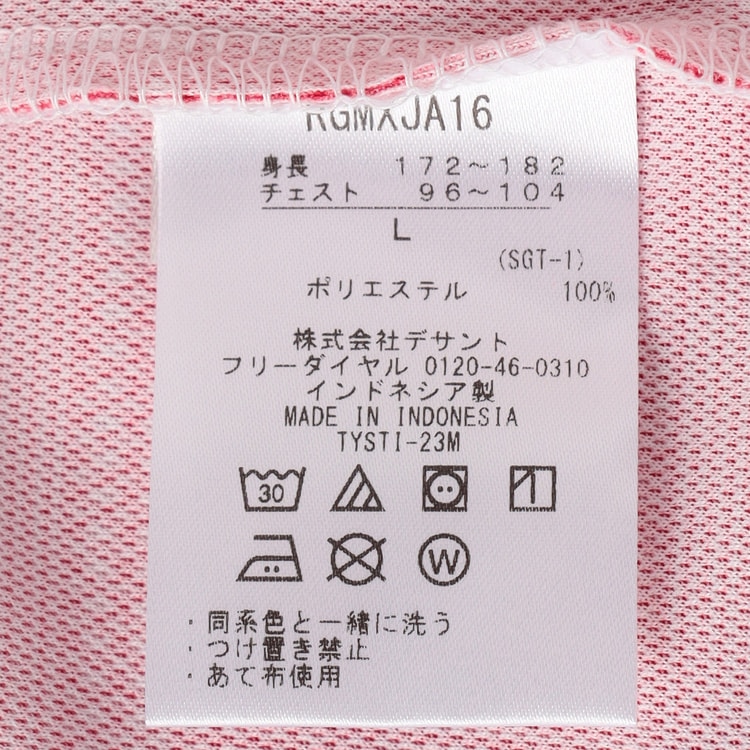 RGMXJA16
身長 172～182
チェスト 96～104
L
(SGT-1)
ポリエステル 100%
株式会社デサント
フリーダイヤル 0120-46-0310
インドネシア製
MADE IN INDONESIA
TYSTI-23M
30
W
・同系色と一緒に洗う
・つけ置き禁止
・あて布使用